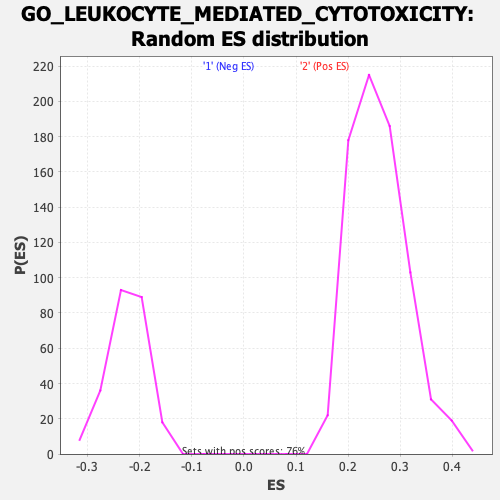 GO_LEUKOCYTE_MEDIATED_CYTOTOXICITY:
Random ES distribution
'1' (Neg ES) '2' (Pos ES)
220
200
180
160
140
120
100
80
60
40
20
0
P(ES)
Sets with pos scores: 76%
-0.3 -0.2 -0.1 0.0 0.1 0.2 0.3 0.4
ES